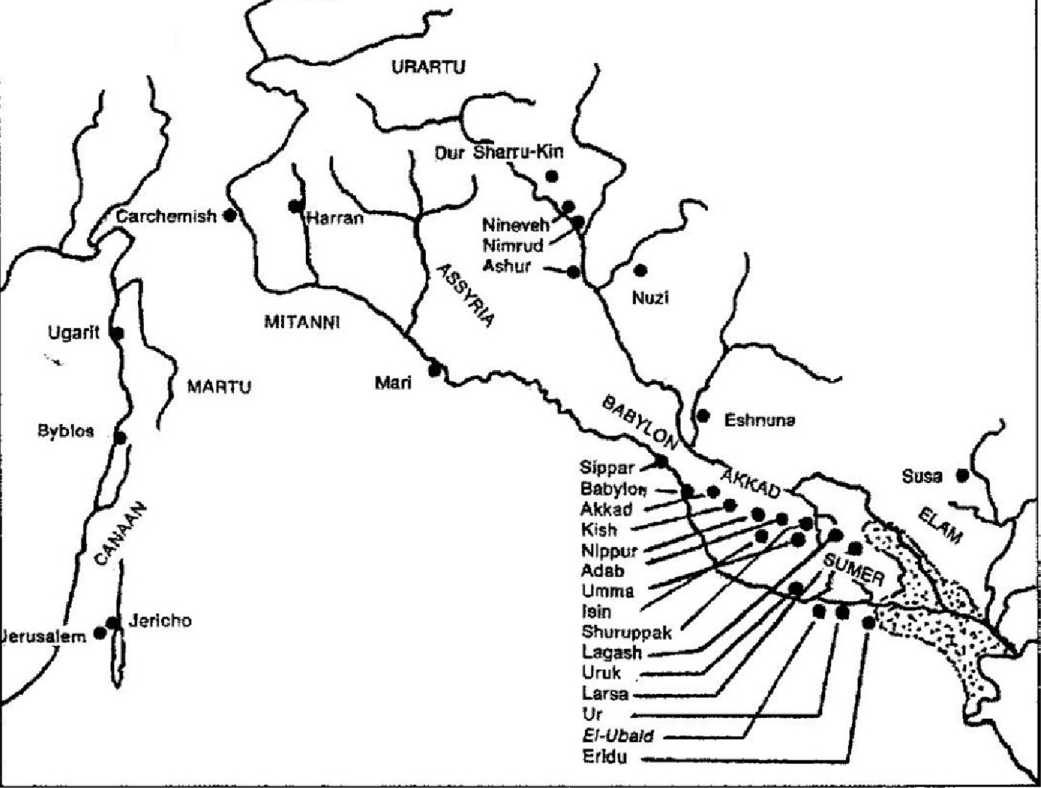 URARTU
Dur Sharru-Kin
Carchemish
Harran
Nineveh
Nimrud
Ashur
ASSYRIA
Nuzi
MITANNI
Ugarit
Mari
MARTU
BABYLON
Eshnuna
Byblos
Sippar
AKKAD
Susa
Babylon
Akkad
ELAM
Kish
CANAAN
Nippur
Adab
SUMER
Umma
Isin
Jericho
Shuruppak
Jerusalem
Lagash
Uruk
Larsa
Ur
El-Ubaid
Eridu